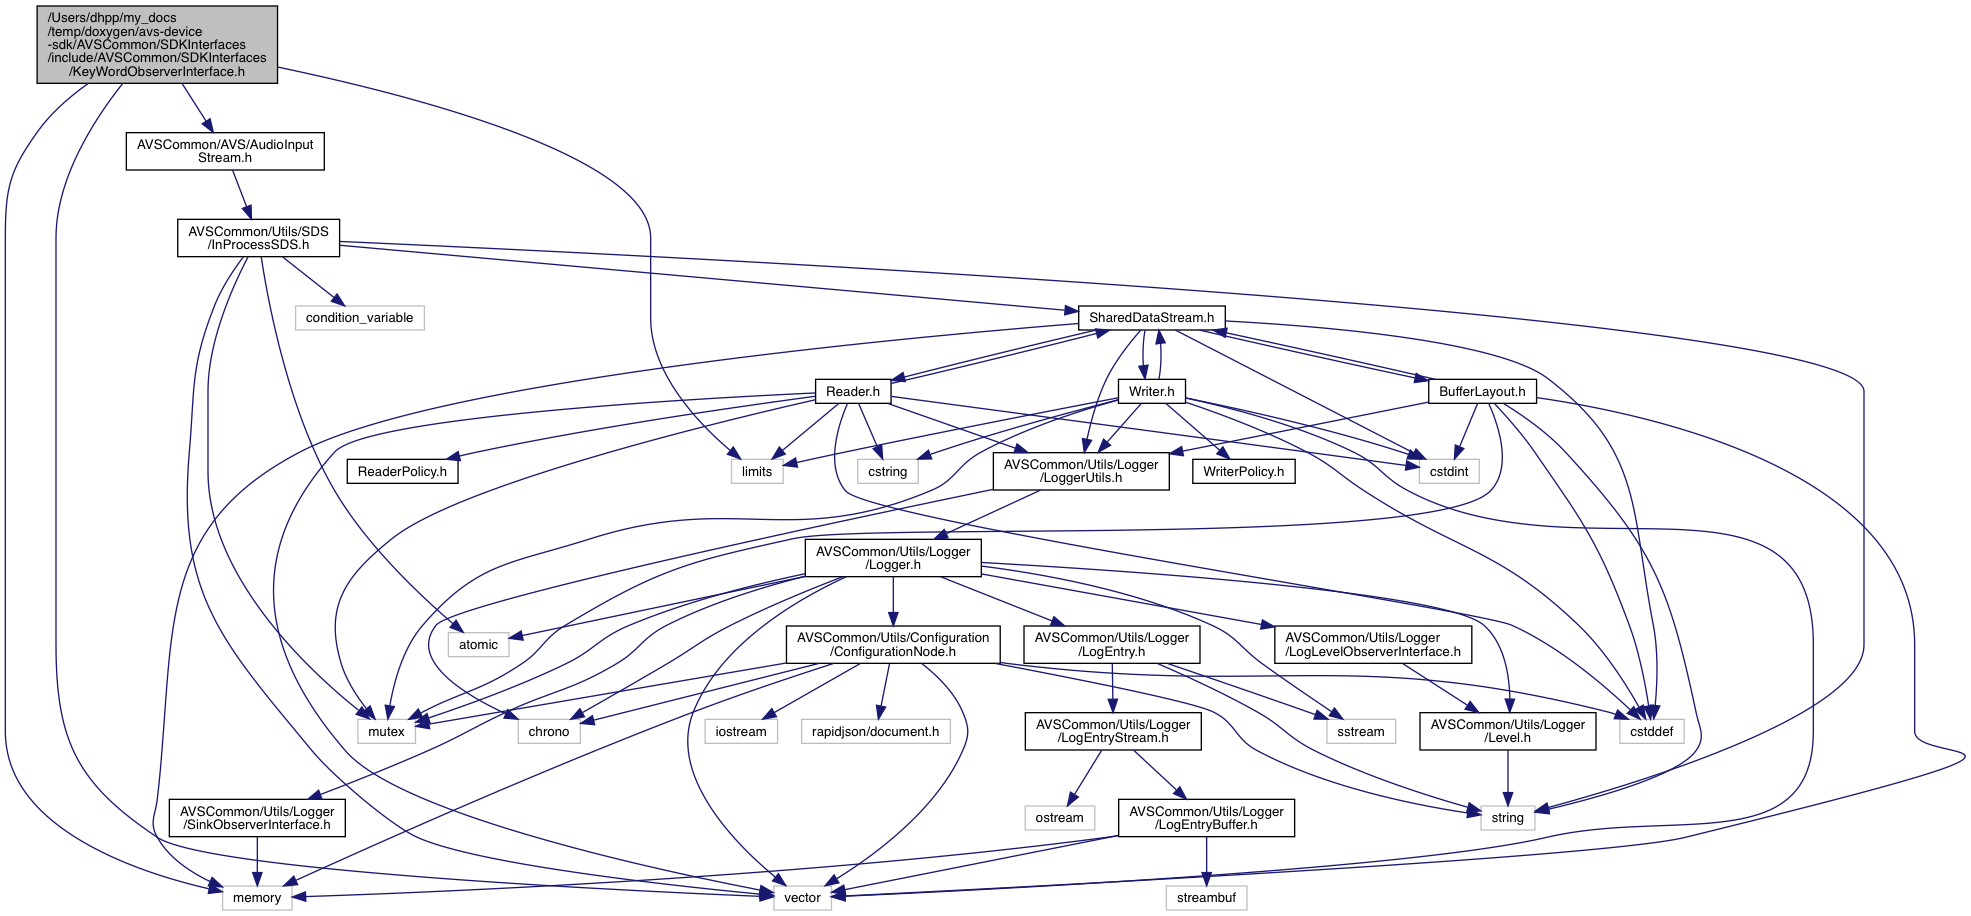 /Users/dhpp/my_docs
/temp/doxygen/avs-device
-sdk/AVSCommon/SDKInterfaces
/include/AVSCommon/SDKInterfaces
/KeyWordObserverInterface.h
AVSCommon/AVS/AudioInput
Stream.h
AVSCommon/Utils/SDS
/InProcessSDS.h
condition_variable
SharedDataStream.h
Reader.h
Writer.h
BufferLayout.h
ReaderPolicy.h
limits
cstring
AVSCommon/Utils/Logger
/LoggerUtils.h
WriterPolicy.h
cstdint
AVSCommon/Utils/Logger
/Logger.h
atomic
AVSCommon/Utils/Configuration
/ConfigurationNode.h
AVSCommon/Utils/Logger
/LogEntry.h
AVSCommon/Utils/Logger
/LogLevelObserverInterface.h
mutex
chrono
iostream
rapidjson/document.h
AVSCommon/Utils/Logger
/LogEntryStream.h
sstream
AVSCommon/Utils/Logger
/Level.h
cstddef
AVSCommon/Utils/Logger
/SinkObserverInterface.h
ostream
AVSCommon/Utils/Logger
/LogEntryBuffer.h
string
memory
vector
streambuf